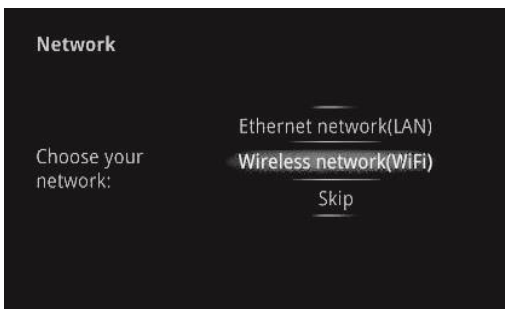 Network
Ethernet network(LAN)
Choose your
network:
Wireless network(WiFi)
Skip